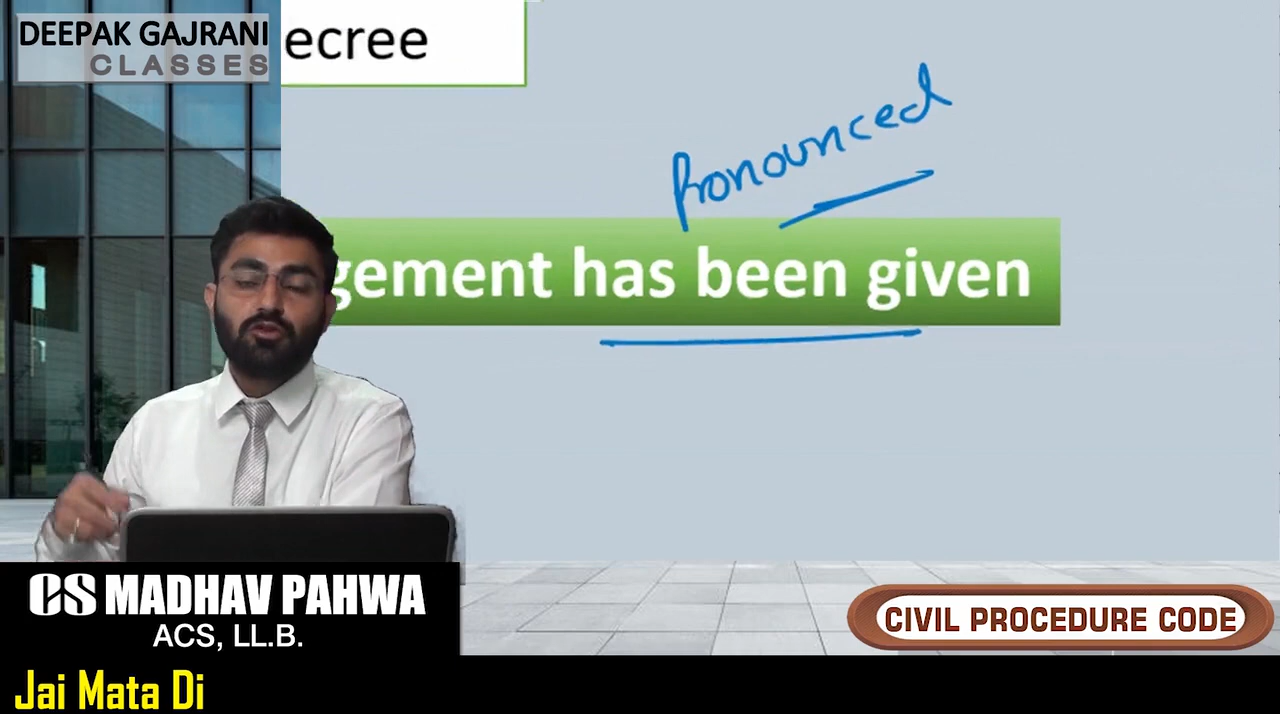 DEEPAK GAJRANI
CLASSES
ecree
Pronounced
gement has been given
CS MADHAV PAHWA
ACS, LL.B.
CIVIL PROCEDURE CODE
Jai Mata Di